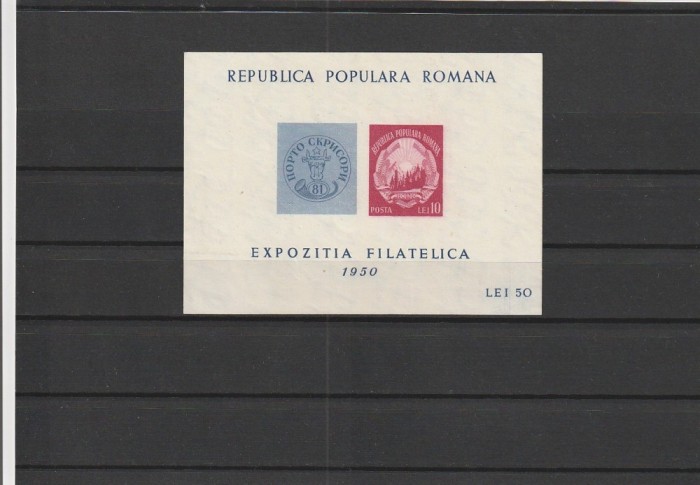 REPUBLICA POPULARA ROMANA
ПОРТО СКРИСОРИ
81
REPUBLICA POPULARA ROMANA
POSTA LEI 10
EXPOZITIA FILATELICA
1950
LEI 50